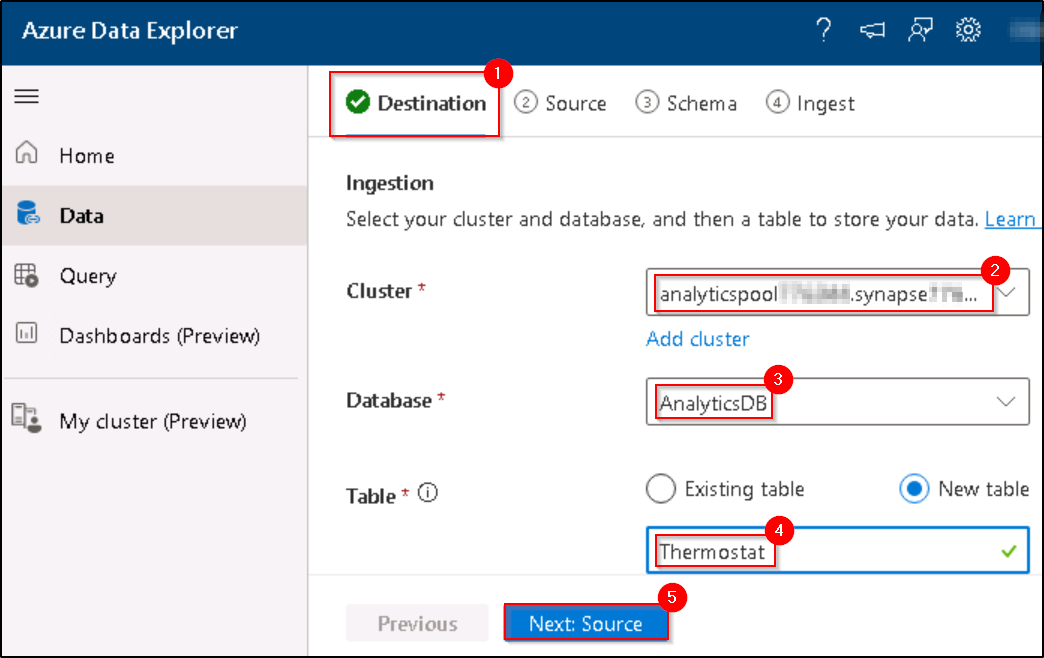 Azure Data Explorer
?
1
Destination 2 Source 3 Schema 4 Ingest
Home
Data
Query
Dashboards (Preview)
My cluster (Preview)
Ingestion
Select your cluster and database, and then a table to store your data. Learn
Cluster *
2
analyticspool .synapse ...
Add cluster
Database *
3
AnalyticsDB
Table *
Existing table New table
4
Thermostat
5
Previous Next: Source